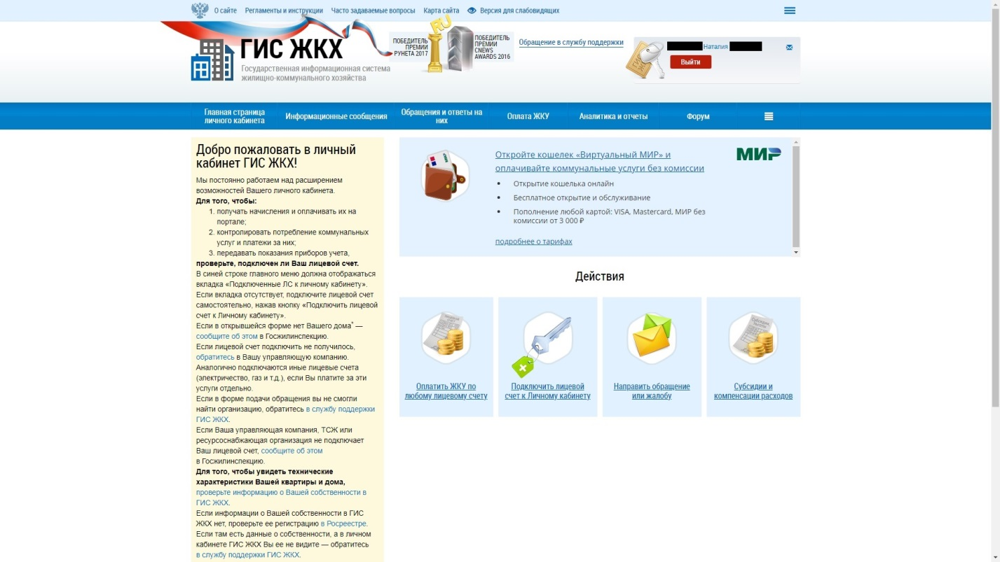 О сайте Регламенты и инструкции Часто задаваемые вопросы Карта сайта Версия для слабовидящих
ГИС ЖКХ
Государственная информационная система
жилищно-коммунального хозяйства
ПОБЕДИТЕЛЬ
ПРЕМИИ
РУНЕТА 2017
RU
ПОБЕДИТЕЛЬ
ПРЕМИИ
CNEWS
AWARDS 2016
Обращение в службу поддержки
Наталия
Выйти
Главная страница
личного кабинета
Информационные сообщения
Обращения и ответы на
них
Оплата ЖКУ
Аналитика и отчеты
Форум
Добро пожаловать в личный
кабинет ГИС ЖКХ!
Мы постоянно работаем над расширением
возможностей Вашего личного кабинета.
Для того, чтобы:
1. получать начисления и оплачивать их на
портале;
2. контролировать потребление коммунальных
услуг и платежи за них;
3. передавать показания приборов учета,
проверьте, подключен ли Ваш лицевой счет.
В синей строке главного меню должна отображаться
вкладка «Подключенные ЛС к личному кабинету».
Если вкладка отсутствует, подключите лицевой счет
самостоятельно, нажав кнопку «Подключить лицевой
счет к Личному кабинету».
Если в открывшейся форме нет Вашего дома* —
сообщите об этом в Госжилинспекцию.
Если лицевой счет подключить не получилось,
обратитесь в Вашу управляющую компанию.
Аналогично подключаются иные лицевые счета
(электричество, газ и т.д.), если Вы платите за эти
услуги отдельно.
Если в форме подачи обращения вы не смогли
найти организацию, обратитесь в службу поддержки
ГИС ЖКХ.
Если Ваша управляющая компания, ТСЖ или
ресурсоснабжающая организация не подключает
Ваш лицевой счет, сообщите об этом
в Госжилинспекцию.
Для того, чтобы увидеть технические
характеристики Вашей квартиры и дома,
проверьте информацию о Вашей собственности в
ГИС ЖКХ.
Если информации о Вашей собственности в ГИС
ЖКХ нет, проверьте ее регистрацию в Росреестре.
Если там есть данные о собственности, а в личном
кабинете ГИС ЖКХ Вы ее не видите — обратитесь
в службу поддержки ГИС ЖКХ.
Откройте кошелек «Виртуальный МИР» и
оплачивайте коммунальные услуги без комиссии
• Открытие кошелька онлайн
• Бесплатное открытие и обслуживание
• Пополнение любой картой: VISA, Mastercard, МИР без
комиссии от 3 000 ₽
подробнее о тарифах
МИР
Действия
Оплатить ЖКУ по
любому лицевому счету
Подключить лицевой
счет к Личному кабинету
Направить обращение
или жалобу
Субсидии и
компенсации расходов